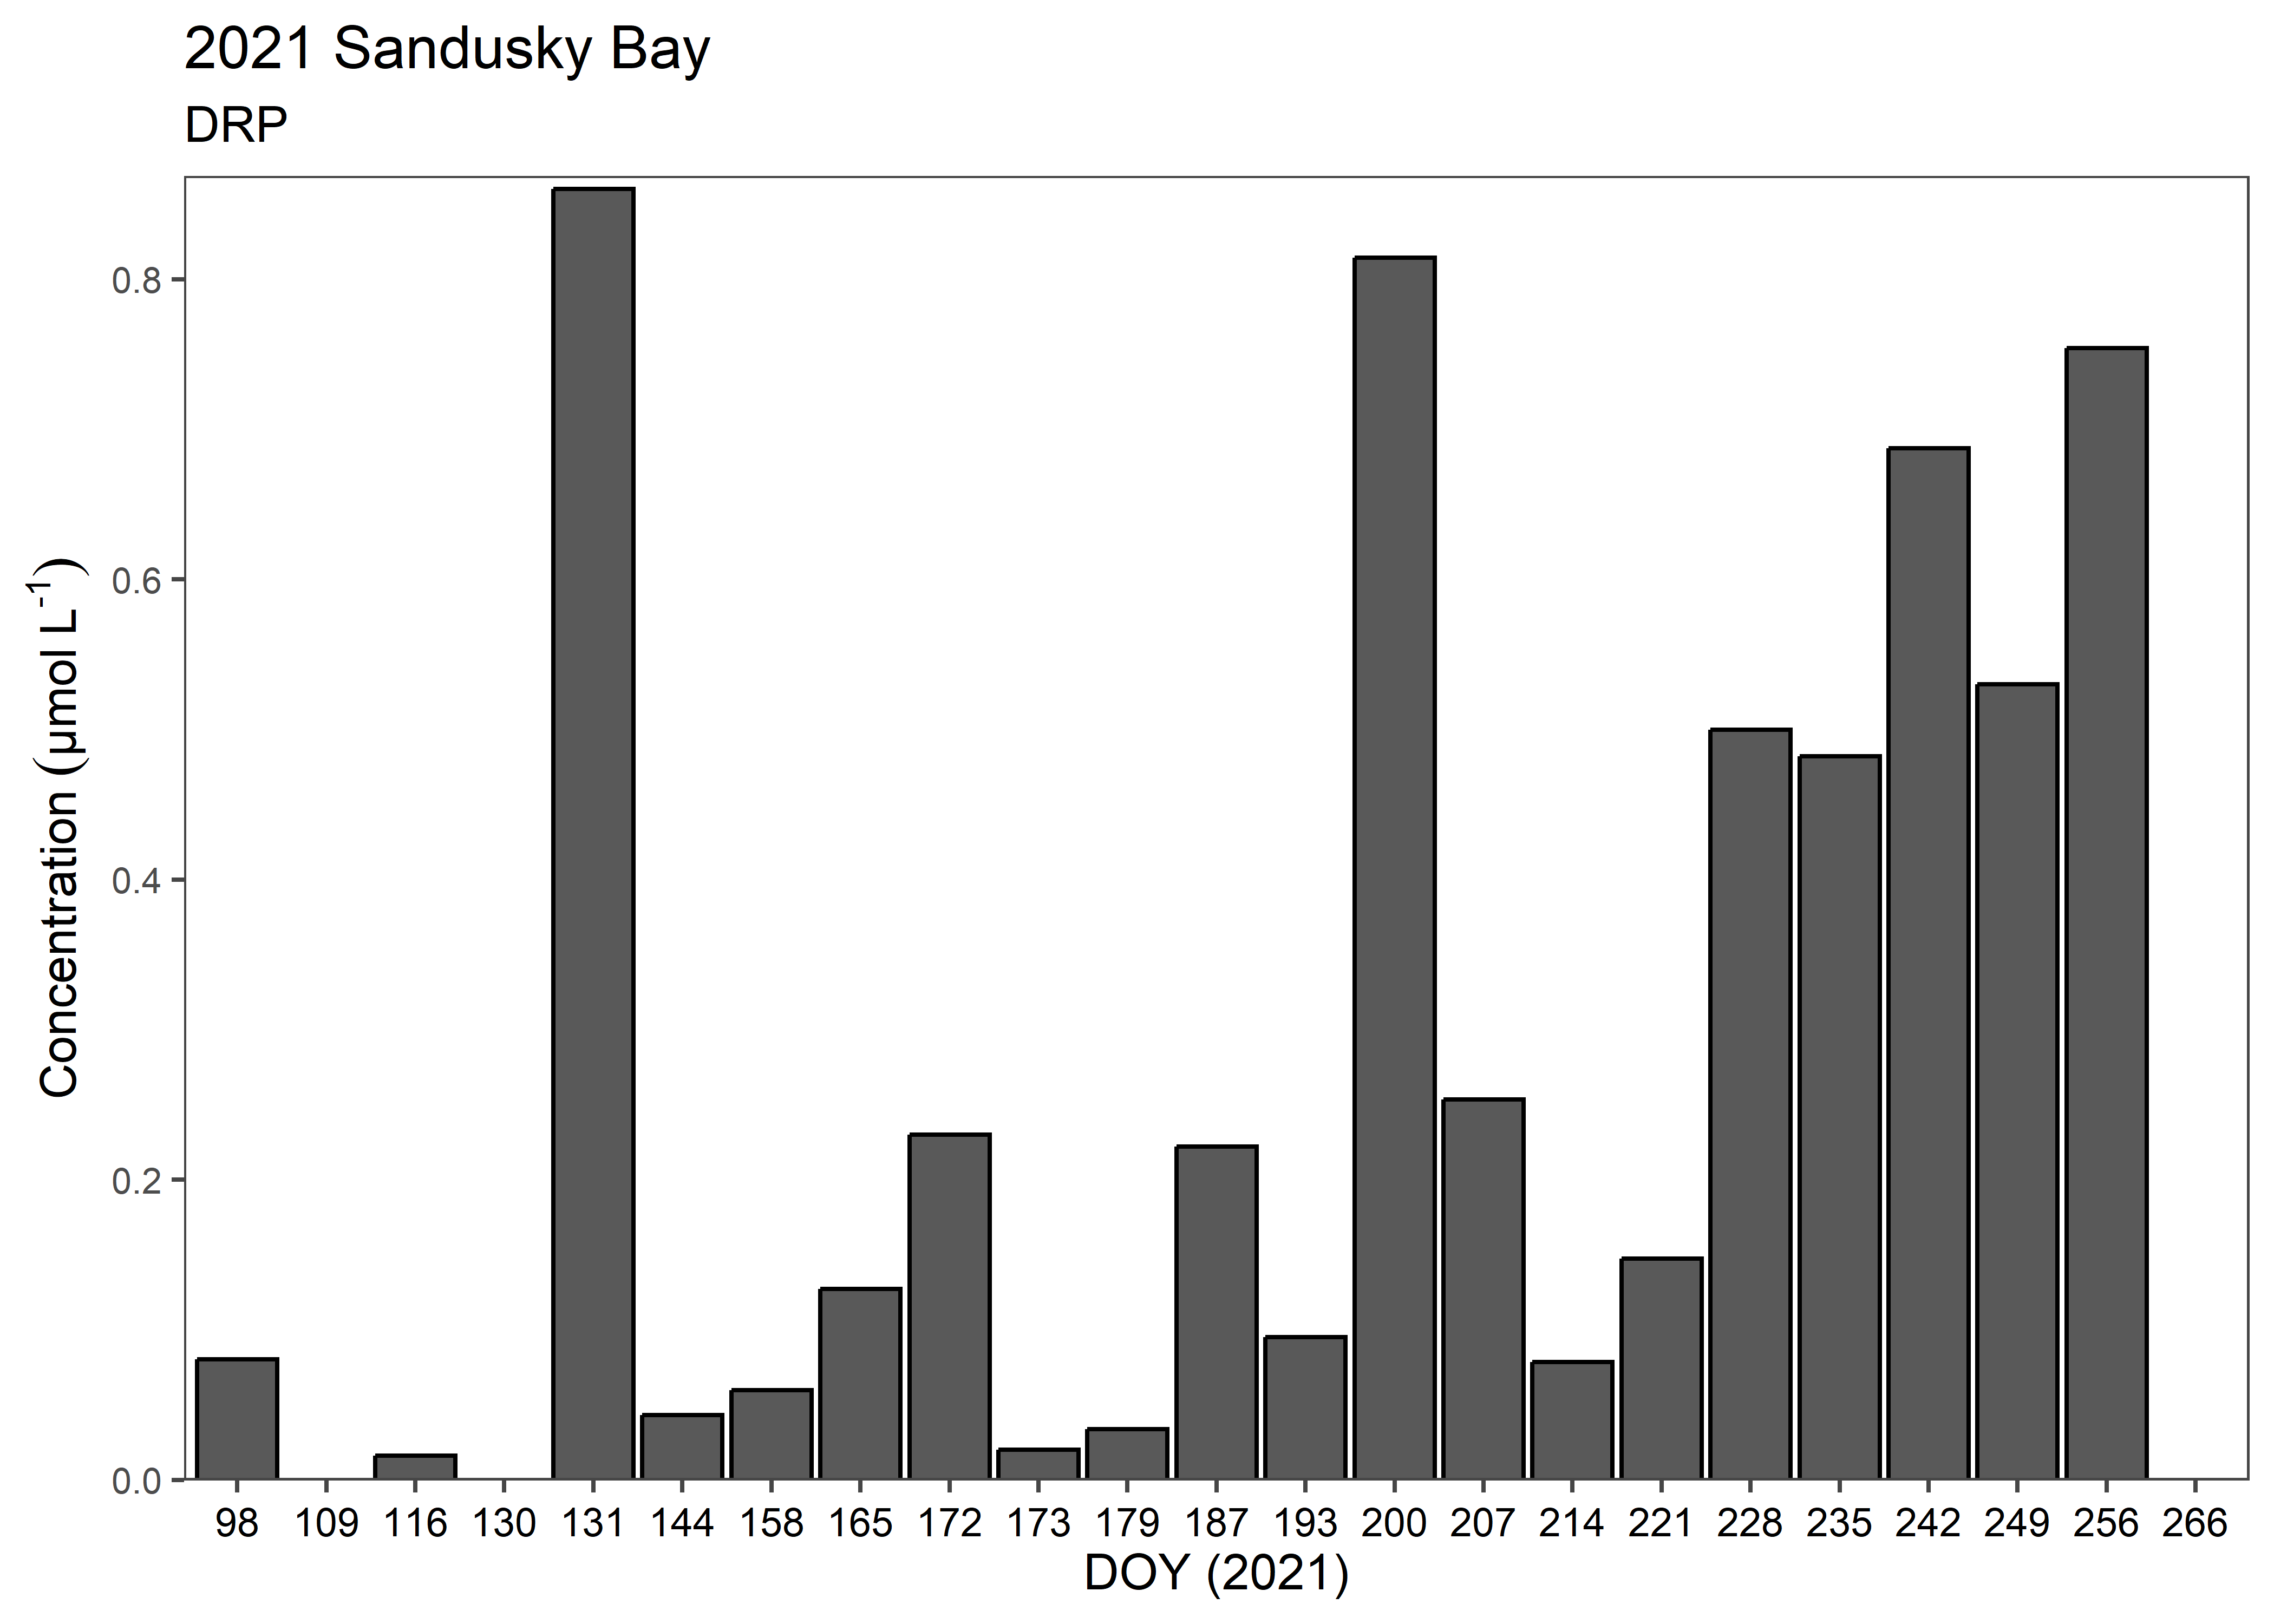 2021 Sandusky Bay
DRP
Concentration (µmol L⁻¹)
0.8
0.6
0.4
0.2
0.0
98 109 116 130 131 144 158 165 172 173 179 187 193 200 207 214 221 228 235 242 249 256 266
DOY (2021)